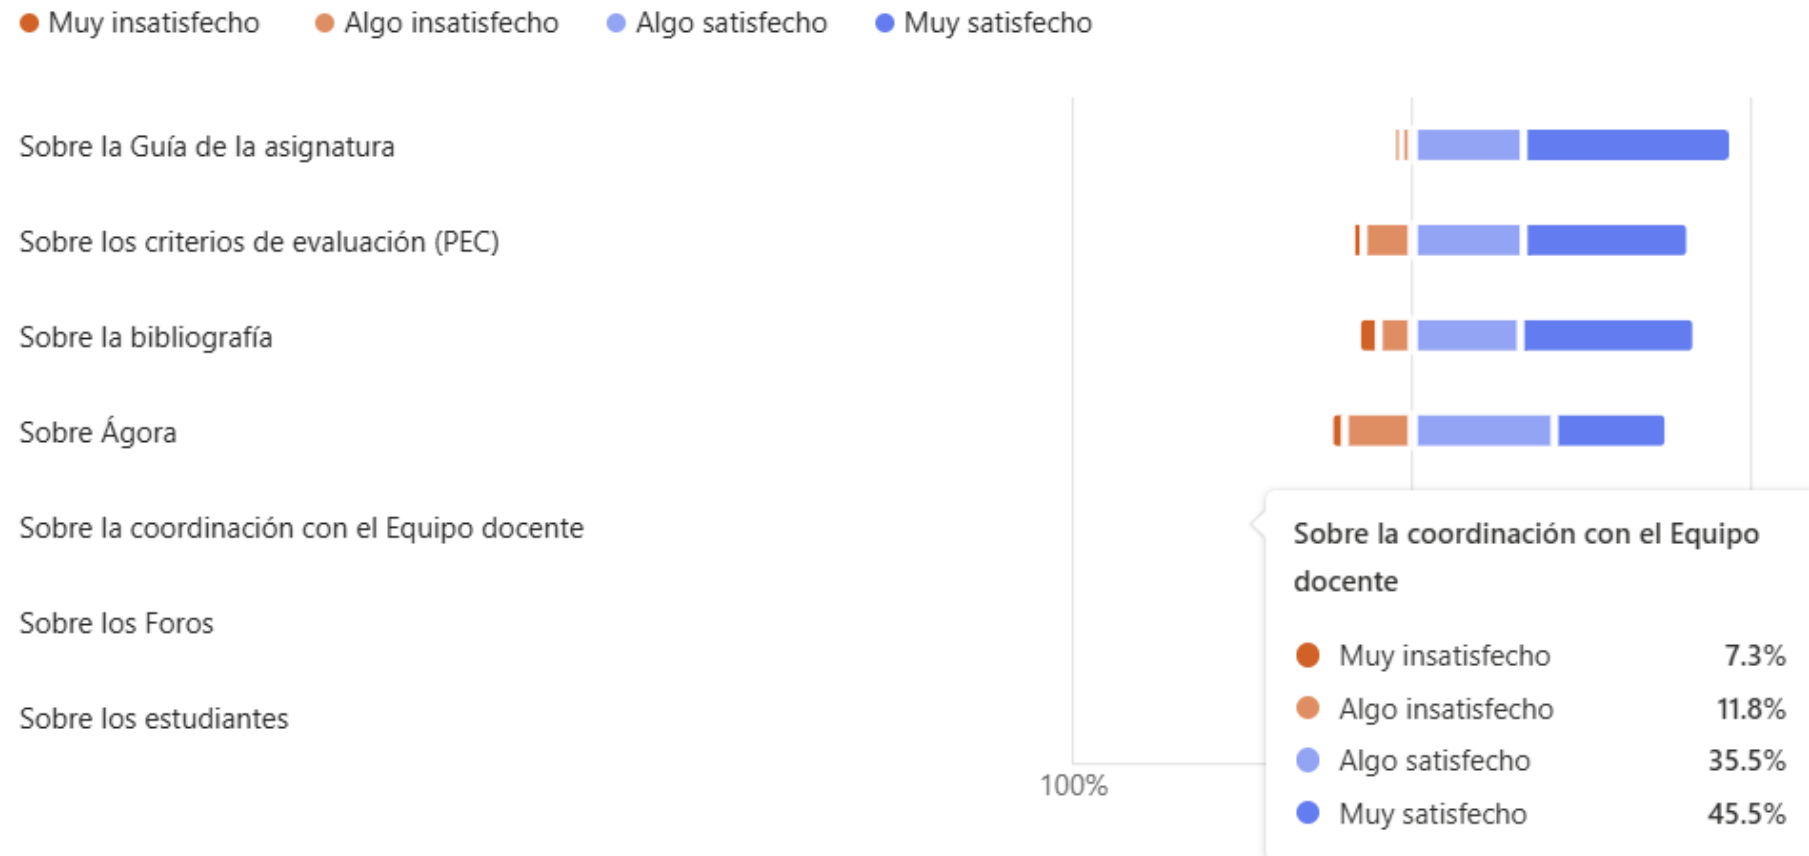 Muy insatisfecho Algo insatisfecho Algo satisfecho Muy satisfecho
Sobre la Guía de la asignatura
Sobre los criterios de evaluación (PEC)
Sobre la bibliografía
Sobre Ágora
Sobre la coordinación con el Equipo docente
Sobre los Foros
Sobre los estudiantes
100%
Sobre la coordinación con el Equipo
docente
Muy insatisfecho 7.3%
Algo insatisfecho 11.8%
Algo satisfecho 35.5%
Muy satisfecho 45.5%